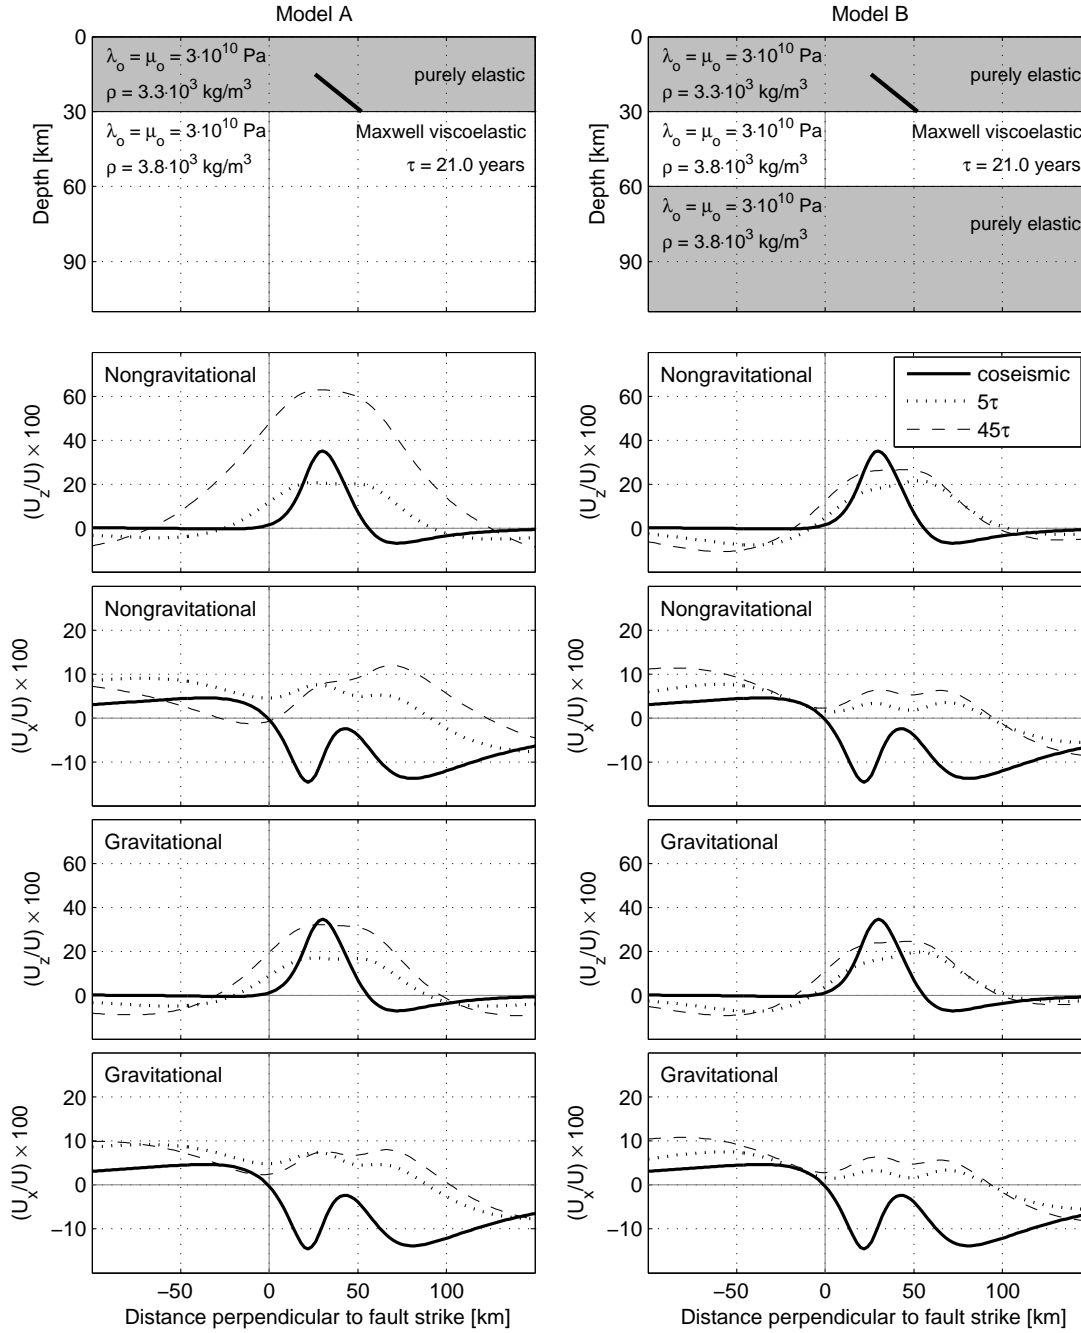 Model A
Model B
0
30
60
90
Depth [km]
λo = μo = 3·10^10 Pa
ρ = 3.3·10^3 kg/m^3
purely elastic
λo = μo = 3·10^10 Pa
ρ = 3.8·10^3 kg/m^3
Maxwell viscoelastic
τ = 21.0 years
0
30
60
90
Depth [km]
λo = μo = 3·10^10 Pa
ρ = 3.3·10^3 kg/m^3
purely elastic
λo = μo = 3·10^10 Pa
ρ = 3.8·10^3 kg/m^3
Maxwell viscoelastic
τ = 21.0 years
λo = μo = 3·10^10 Pa
ρ = 3.8·10^3 kg/m^3
purely elastic
Nongravitational
60
40
20
0
(Uz/U) × 100
Nongravitational
60
40
20
0
(Uz/U) × 100
coseismic
5τ
45τ
Nongravitational
20
10
0
−10
(Ux/U) × 100
Nongravitational
20
10
0
−10
(Ux/U) × 100
Gravitational
60
40
20
0
(Uz/U) × 100
Gravitational
60
40
20
0
(Uz/U) × 100
Gravitational
20
10
0
−10
(Ux/U) × 100
−50 0 50 100
Distance perpendicular to fault strike [km]
Gravitational
20
10
0
−10
(Ux/U) × 100
−50 0 50 100
Distance perpendicular to fault strike [km]